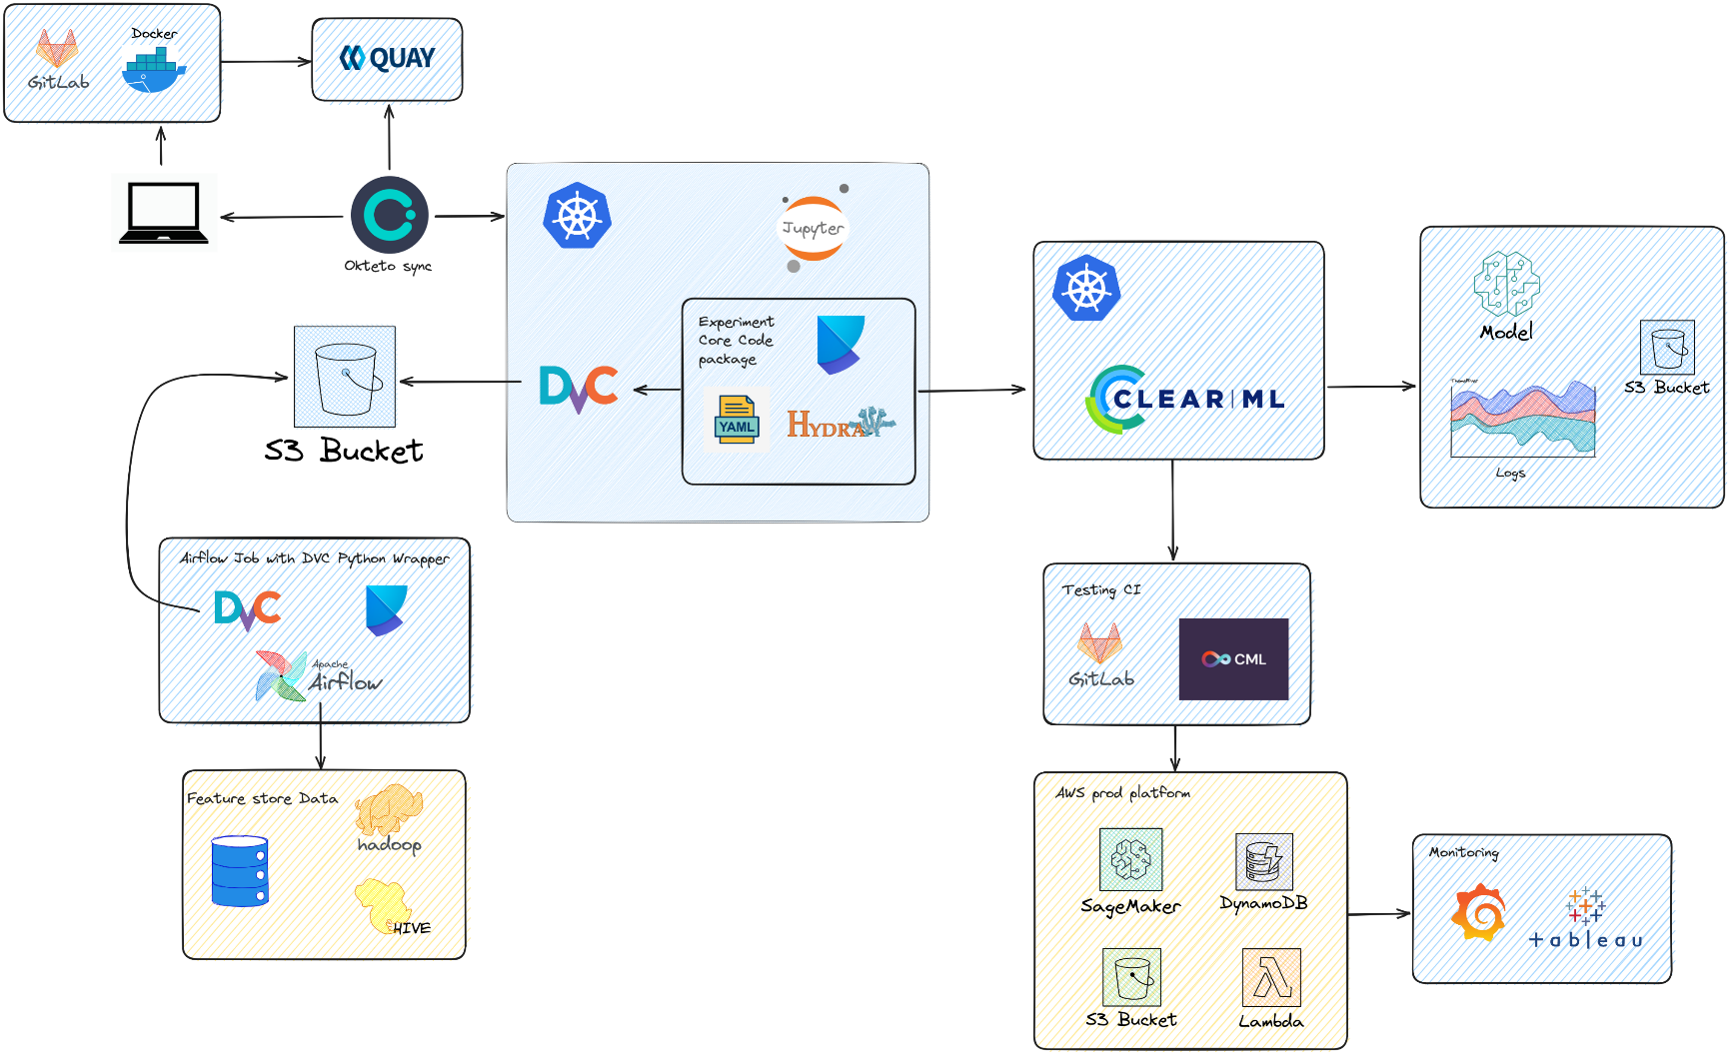 Docker
GitLab
QUAY
Okteto sync
Jupyter
Experiment
Core Code
package
DVC
YAML
HYDRA
S3 Bucket
CLEAR|ML
Model
S3 Bucket
ThemeRiver
Logs
Airflow Job with DVC Python Wrapper
DVC
Apache
Airflow
Feature store Data
hadoop
HIVE
Testing CI
GitLab
CML
AWS prod platform
SageMaker
DynamoDB
S3 Bucket
Lambda
Monitoring
+ableau